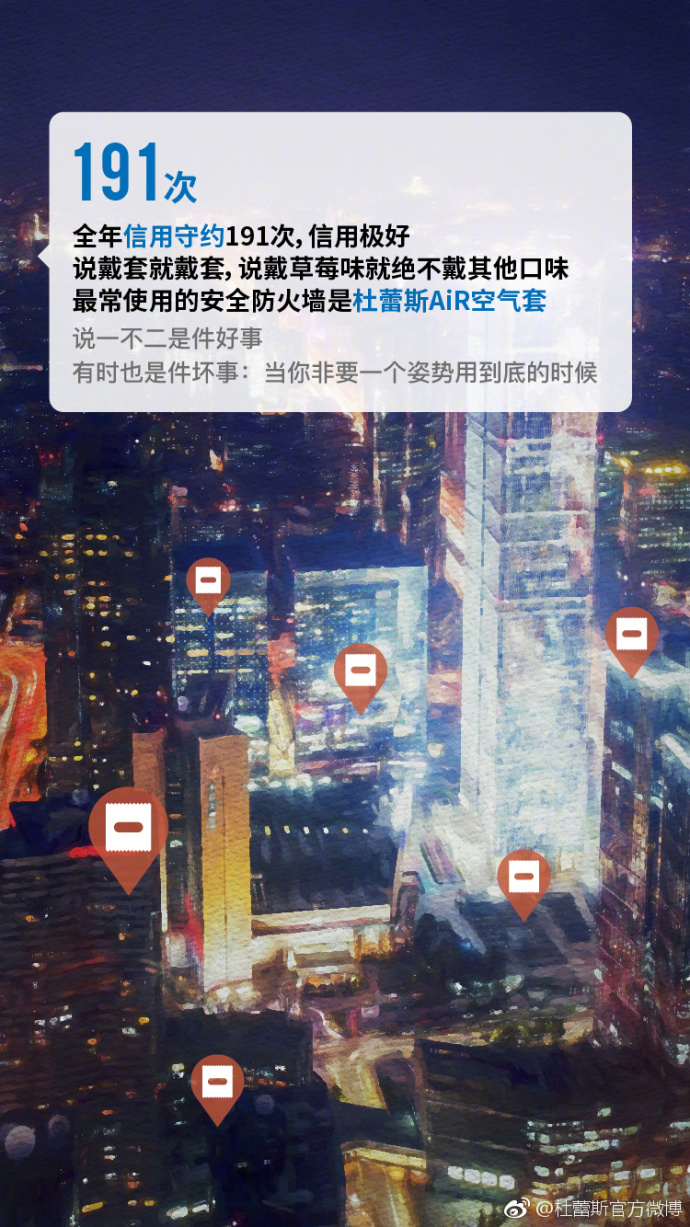 191次
全年信用守约191次，信用极好
说戴套就戴套，说戴草莓味就绝不戴其他口味
最常使用的安全防火墙是杜蕾斯AiR空气套
说一不二是件好事
有时也是件坏事：当你非要一个姿势用到底的时候
@杜蕾斯官方微博